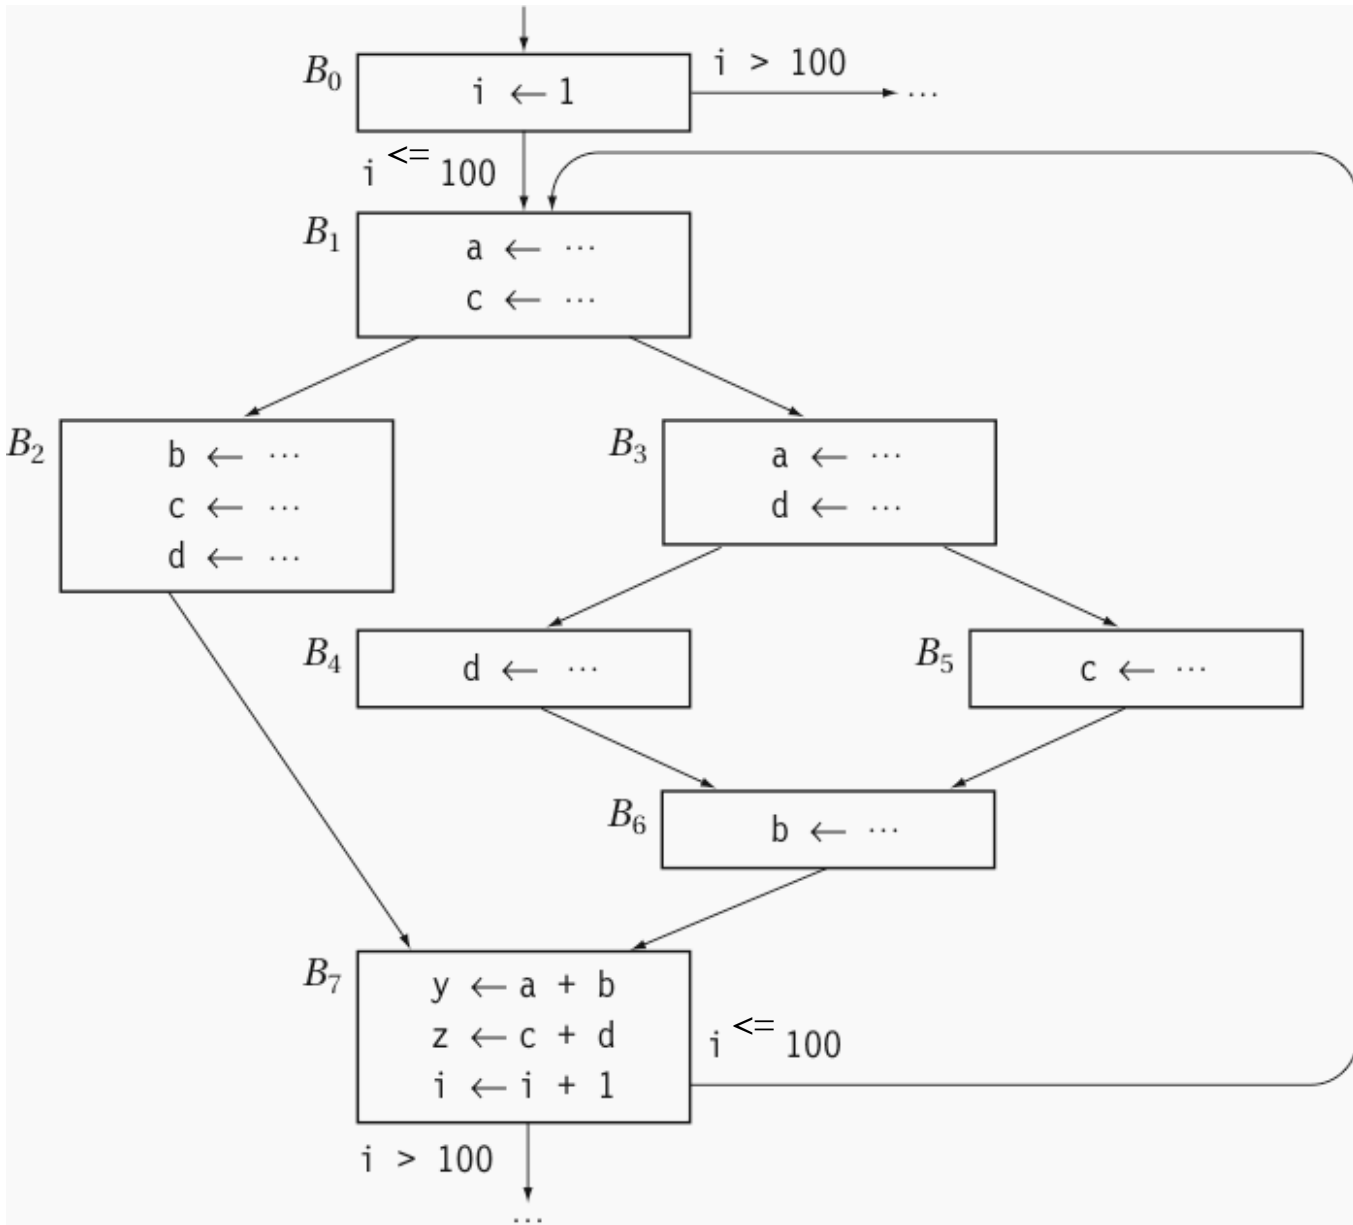 B0
i ← 1
i > 100
...
i <= 100
B1
a ← ...
c ← ...
B2
b ← ...
c ← ...
d ← ...
B3
a ← ...
d ← ...
B4
d ← ...
B5
c ← ...
B6
b ← ...
B7
y ← a + b
z ← c + d
i ← i + 1
i <= 100
i > 100
...